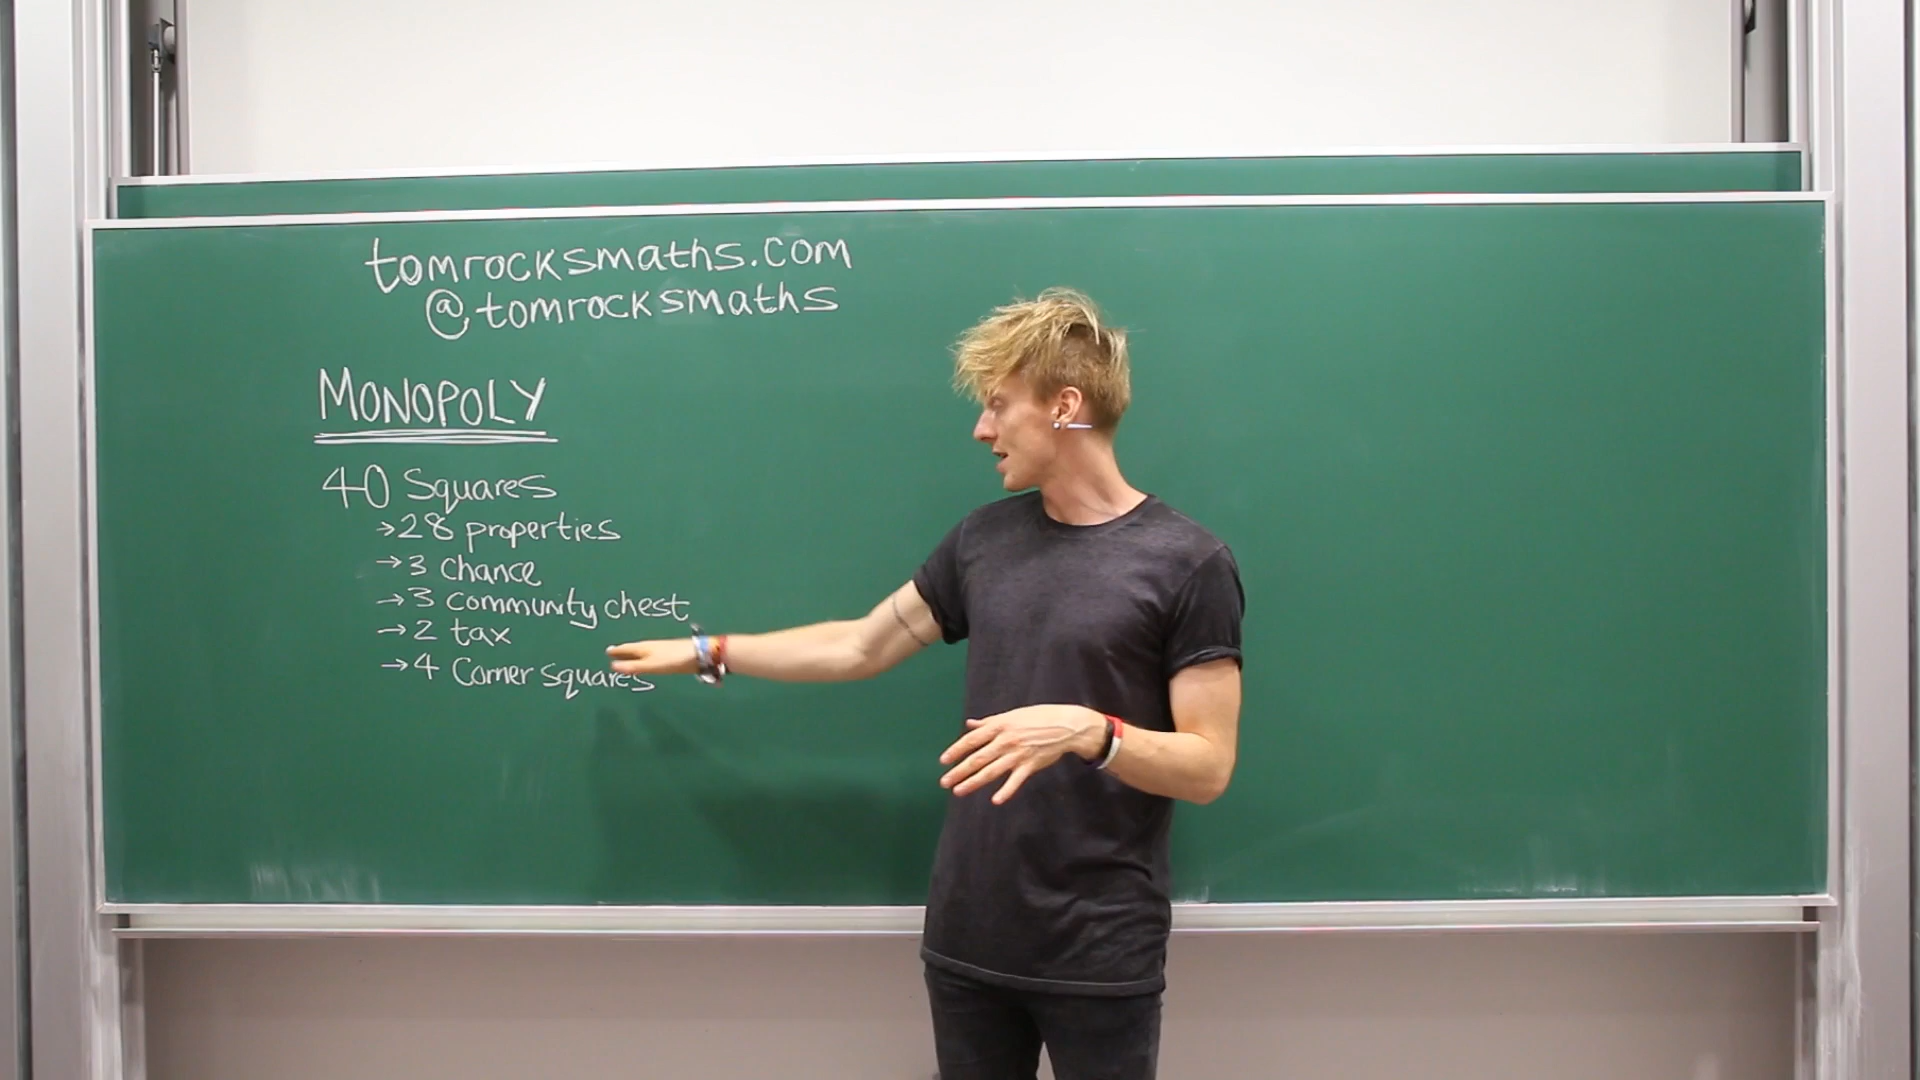 tomrocksmaths.com
@tomrocksmaths
MONOPOLY
40 Squares
→28 properties
→3 chance
→3 community chest
→2 tax
→4 Corner squares